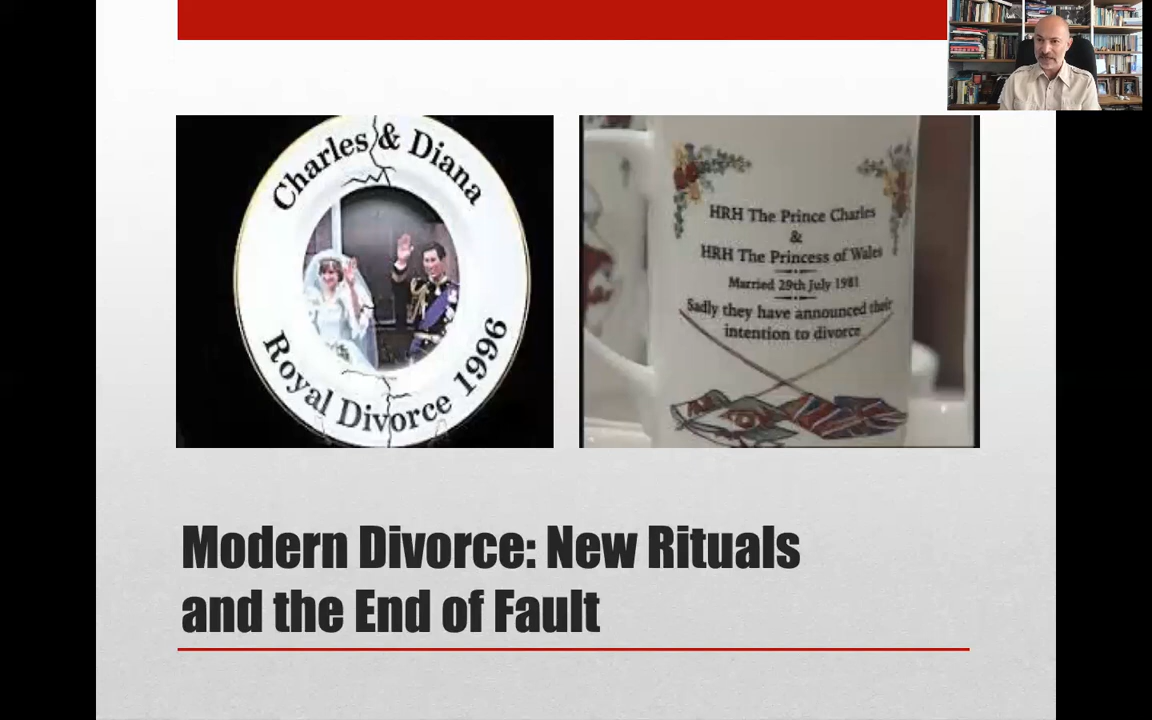 Charles & Diana
Royal Divorce 1996
HRH The Prince Charles
&
HRH The Princess of Wales
Married 29th July 1981
Sadly they have announced their
intention to divorce
Modern Divorce: New Rituals
and the End of Fault